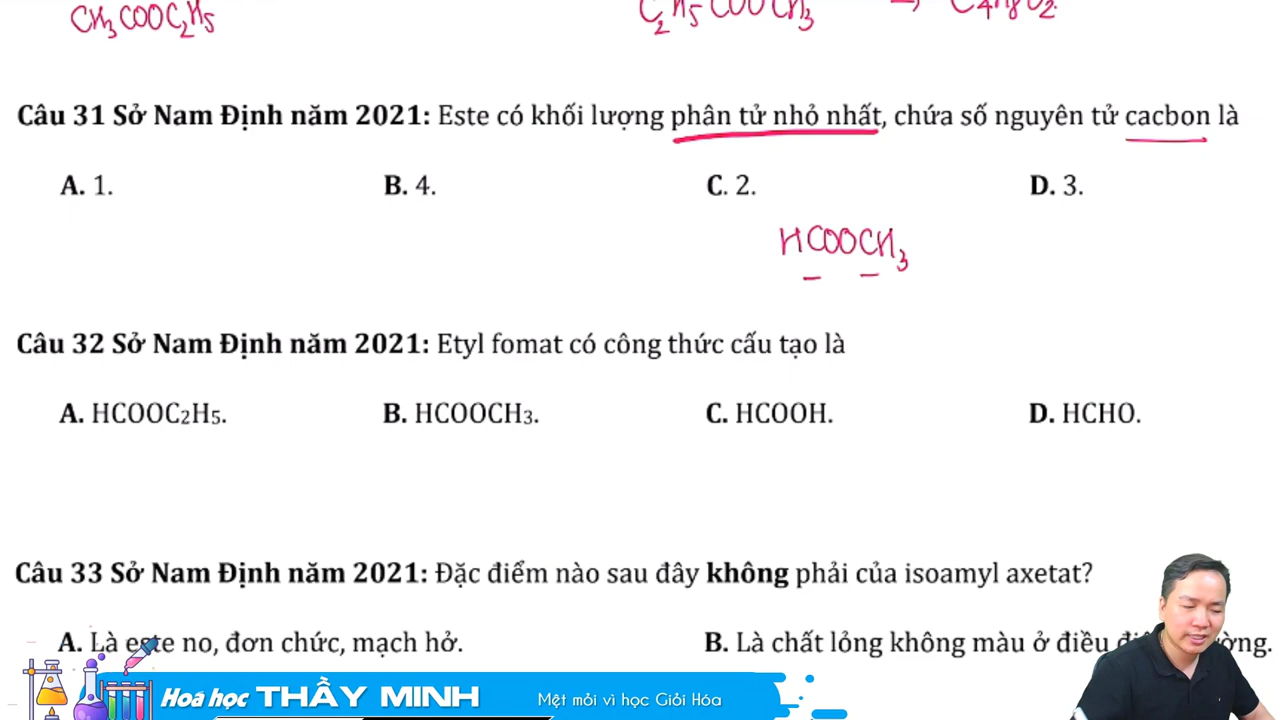 CH3COOC2H5
C2H5COOCH3 → C4H8O2
Câu 31 Sở Nam Định năm 2021: Este có khối lượng phân tử nhỏ nhất, chứa số nguyên tử cacbon là
A. 1. B. 4. C. 2. D. 3.
HCOOCH3
Câu 32 Sở Nam Định năm 2021: Etyl fomat có công thức cấu tạo là
A. HCOOC2H5. B. HCOOCH3. C. HCOOH. D. HCHO.
Câu 33 Sở Nam Định năm 2021: Đặc điểm nào sau đây không phải của isoamyl axetat?
A. Là este no, đơn chức, mạch hở. B. Là chất lỏng không màu ở điều
Hoá học THẦY MINH Mệt mỏi vì học Giỏi Hóa